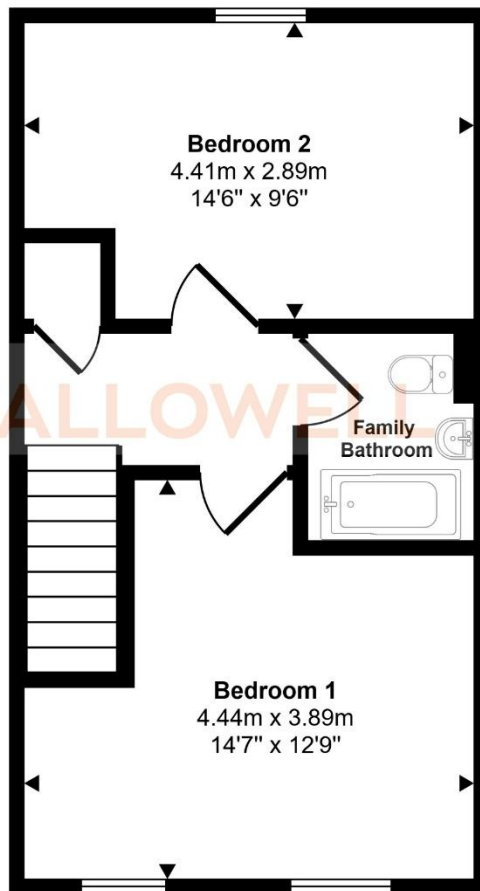 Bedroom 2
4.41m x 2.89m
14'6" x 9'6"
ALLOWELL
Family
Bathroom
Bedroom 1
4.44m x 3.89m
14'7" x 12'9"